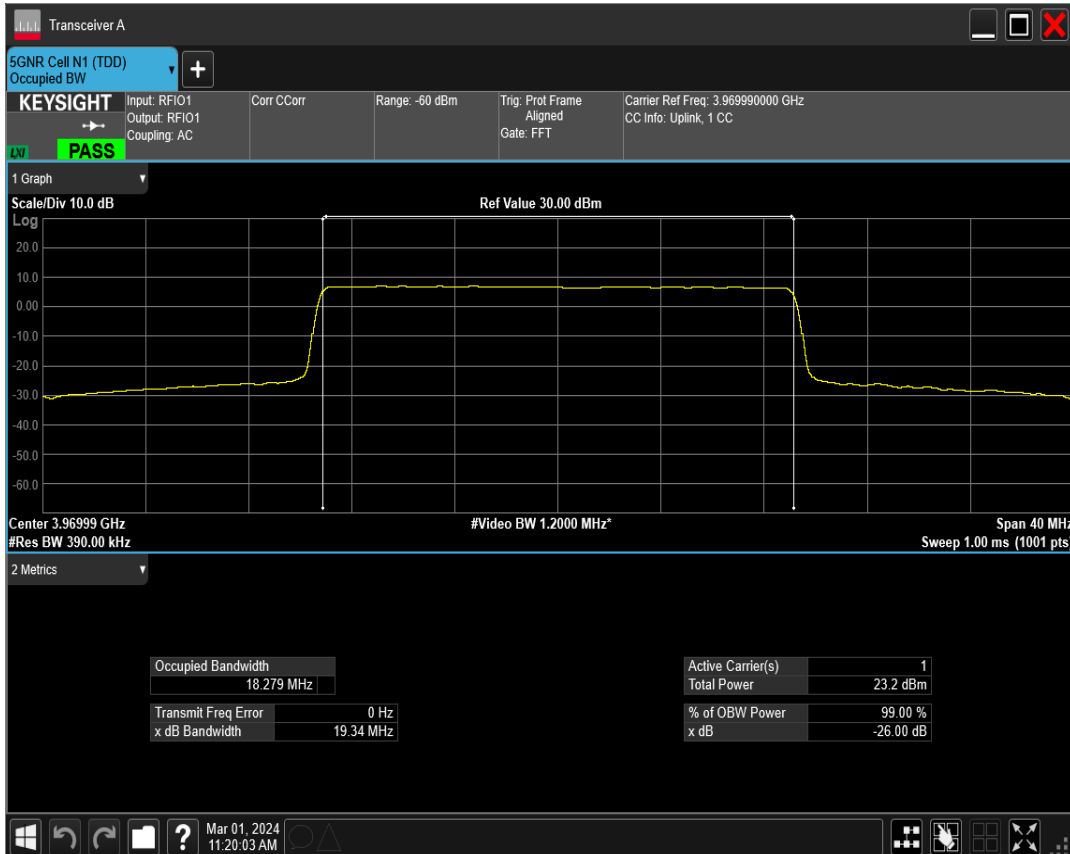 Transceiver A
5GNR Cell N1 (TDD)
Occupied BW
+
KEYSIGHT
LXI
PASS
Input: RFIO1
Output: RFIO1
Coupling: AC
Corr CCorr
Range: -60 dBm
Trig: Prot Frame
Aligned
Gate: FFT
Carrier Ref Freq: 3.969990000 GHz
CC Info: Uplink, 1 CC
1 Graph
Scale/Div 10.0 dB
Ref Value 30.00 dBm
Log
20.0
10.0
0.00
-10.0
-20.0
-30.0
-40.0
-50.0
-60.0
Center 3.96999 GHz
#Video BW 1.2000 MHz*
Span 40 MHz
#Res BW 390.00 kHz
Sweep 1.00 ms (1001 pts)
2 Metrics
Occupied Bandwidth
18.279 MHz
Transmit Freq Error 0 Hz
x dB Bandwidth 19.34 MHz
Active Carrier(s) 1
Total Power 23.2 dBm
% of OBW Power 99.00 %
x dB -26.00 dB
?
Mar 01, 2024
11:20:03 AM